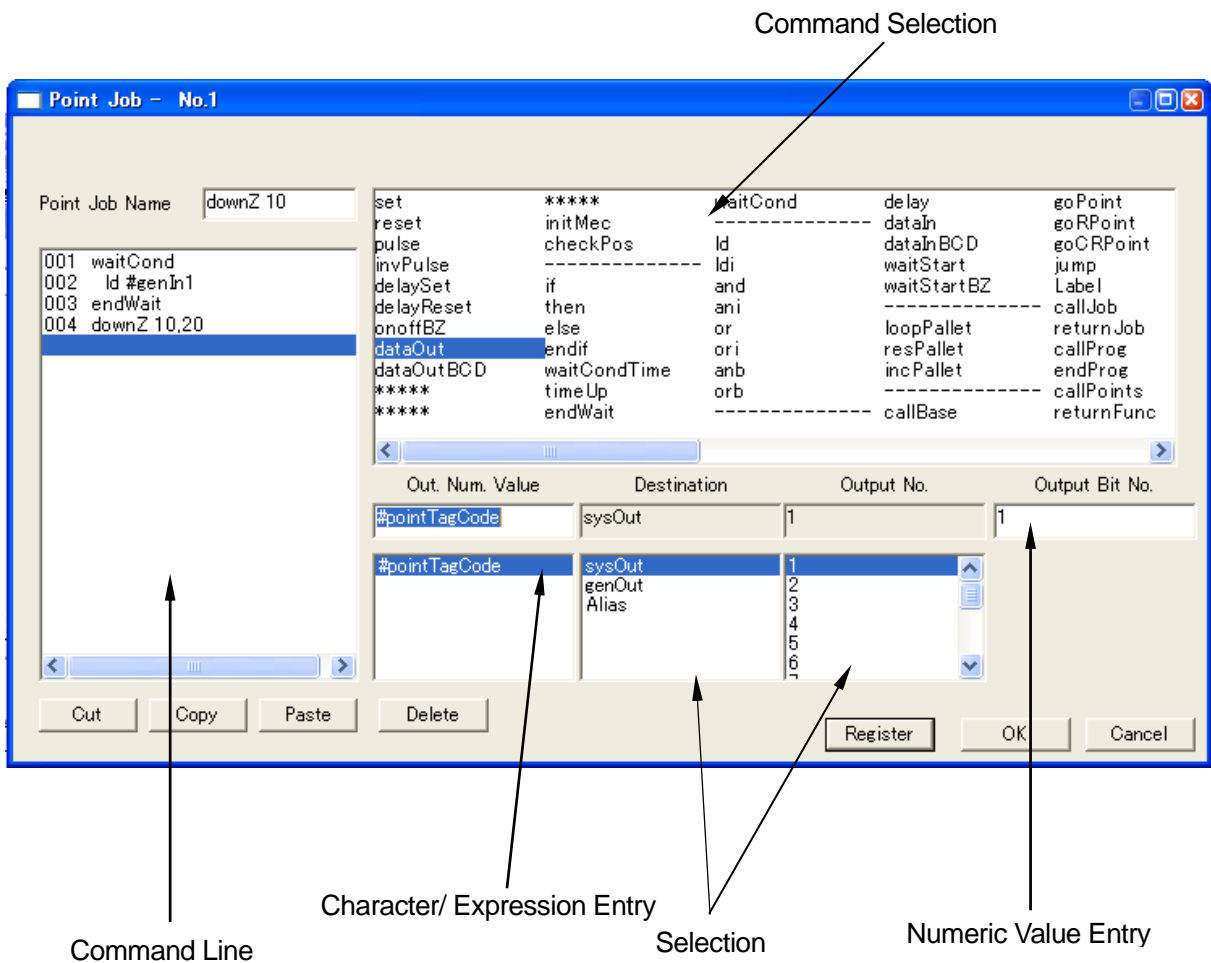 Command Selection
Point Job - No.1
Point Job Name downZ 10
001 waitCond
002 ld #genIn1
003 endWait
004 downZ 10,20
set ***** waitCond delay goPoint
reset initMec -------------- dataIn goRPoint
pulse checkPos ld dataInBCD goCRPoint
invPulse -------------- ldi waitStart jump
delaySet if and waitStartBZ Label
delayReset then ani -------------- callJob
onoffBZ else or loopPallet returnJob
dataOut endif ori resPallet callProg
dataOutBCD waitCondTime anb incPallet endProg
***** timeUp orb -------------- callPoints
***** endWait -------------- callBase returnFunc
Out. Num. Value Destination Output No. Output Bit No.
#pointTagCode sysOut 1 1
#pointTagCode sysOut 1
genOut 2
Alias 3
4
5
6
Cut Copy Paste Delete
Register OK Cancel
Character/ Expression Entry
Selection
Numeric Value Entry
Command Line